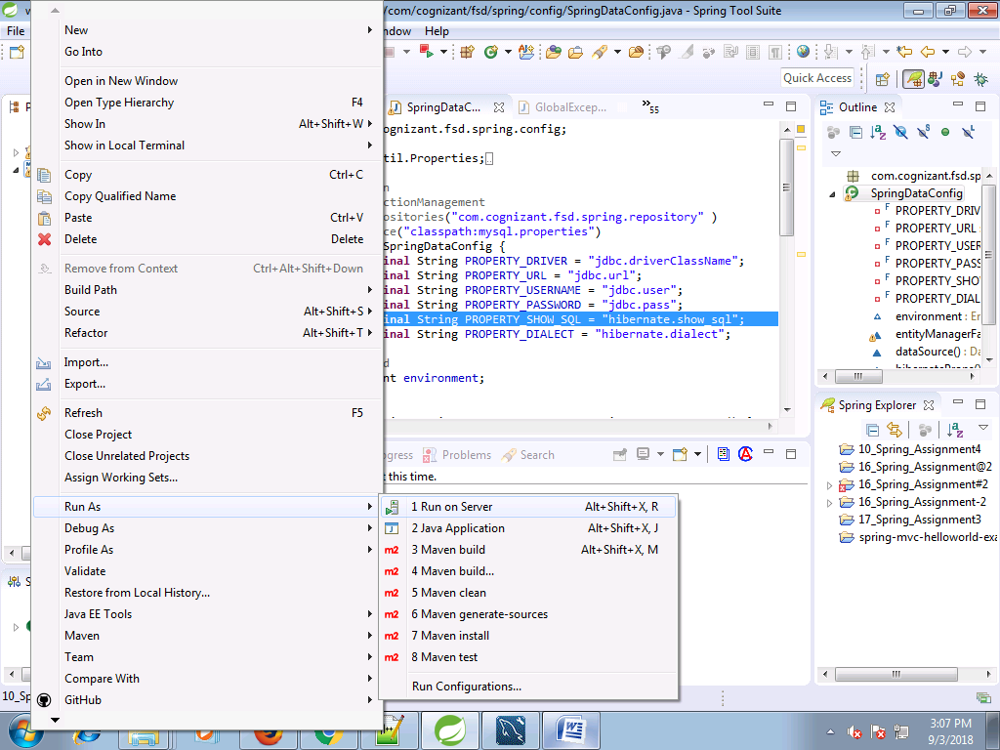 /com/cognizant/fsd/spring/config/SpringDataConfig.java - Spring Tool Suite
File
ndow Help
Quick Access
New
Go Into
Open in New Window
Open Type Hierarchy F4
Show In Alt+Shift+W
Show in Local Terminal
Copy Ctrl+C
Copy Qualified Name
Paste Ctrl+V
Delete Delete
Remove from Context Ctrl+Alt+Shift+Down
Build Path
Source Alt+Shift+S
Refactor Alt+Shift+T
Import...
Export...
Refresh F5
Close Project
Close Unrelated Projects
Assign Working Sets...
Run As
Debug As
Profile As
Validate
Restore from Local History...
Java EE Tools
Maven
Team
Compare With
GitHub
1 Run on Server Alt+Shift+X, R
2 Java Application Alt+Shift+X, J
3 Maven build Alt+Shift+X, M
4 Maven build...
5 Maven clean
6 Maven generate-sources
7 Maven install
8 Maven test
Run Configurations...
SpringDataC... GlobalExcep... »55
ognizant.fsd.spring.config;
til.Properties;
n
ctionManagement
ositories("com.cognizant.fsd.spring.repository" )
ce("classpath:mysql.properties")
SpringDataConfig {
inal String PROPERTY_DRIVER = "jdbc.driverClassName";
inal String PROPERTY_URL = "jdbc.url";
inal String PROPERTY_USERNAME = "jdbc.user";
inal String PROPERTY_PASSWORD = "jdbc.pass";
inal String PROPERTY_SHOW_SQL = "hibernate.show_sql";
inal String PROPERTY_DIALECT = "hibernate.dialect";
d
nt environment;
ogress Problems Search
t this time.
Outline
com.cognizant.fsd.sp
SpringDataConfig
PROPERTY_DRIV
PROPERTY_URL
PROPERTY_USER
PROPERTY_PASS
PROPERTY_SHO
PROPERTY_DIAL
environment : En
entityManagerFa
dataSource() : Da
Spring Explorer
10_Spring_Assignment4
16_Spring_Assignment@2
16_Spring_Assignment#2
16_Spring_Assignment-2
17_Spring_Assignment3
spring-mvc-helloworld-exa
10_Sp
3:07 PM
9/3/2018